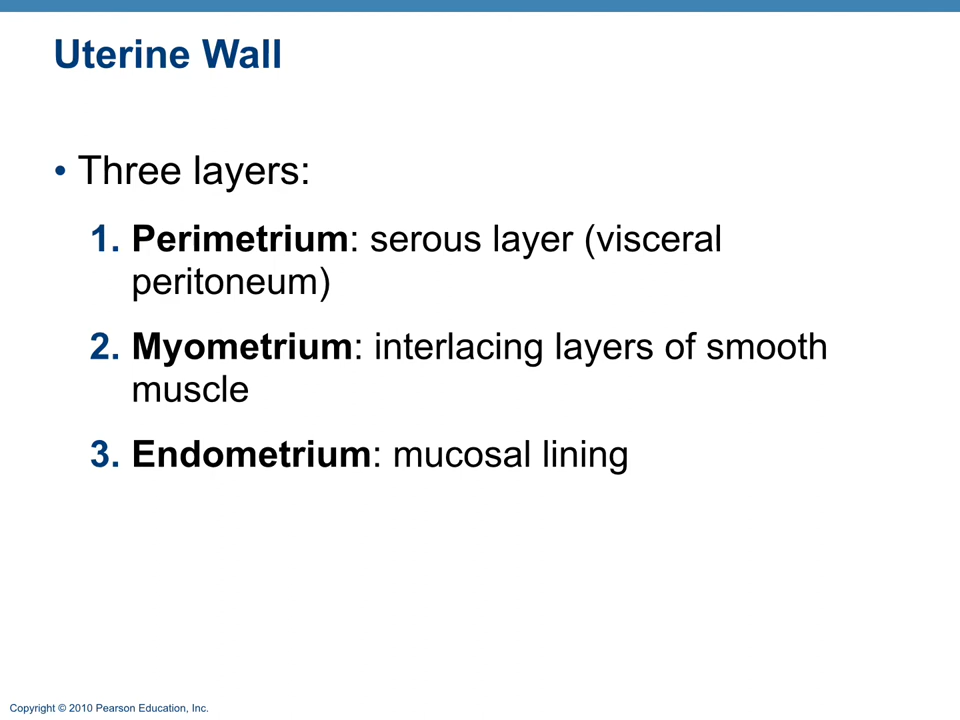 Uterine Wall
• Three layers:
1. Perimetrium: serous layer (visceral
peritoneum)
2. Myometrium: interlacing layers of smooth
muscle
3. Endometrium: mucosal lining
Copyright © 2010 Pearson Education, Inc.